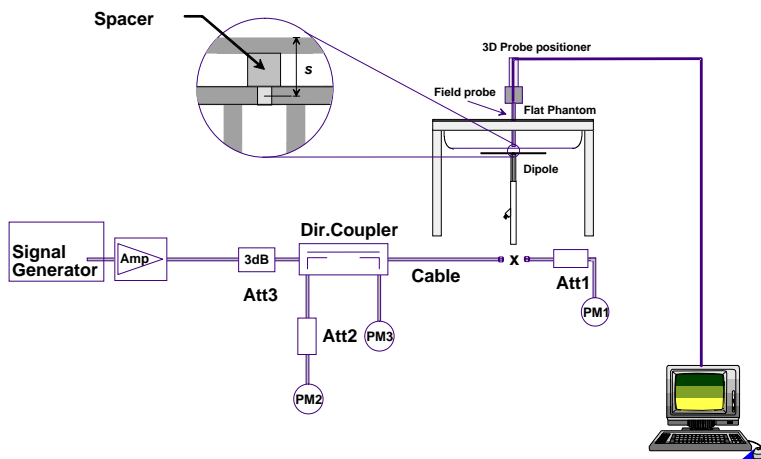 Spacer
s
3D Probe positioner
Field probe
Flat Phantom
Dipole
Signal
Generator
Amp
3dB
Att3
Dir.Coupler
Att2
PM2
PM3
Cable
x
Att1
PM1